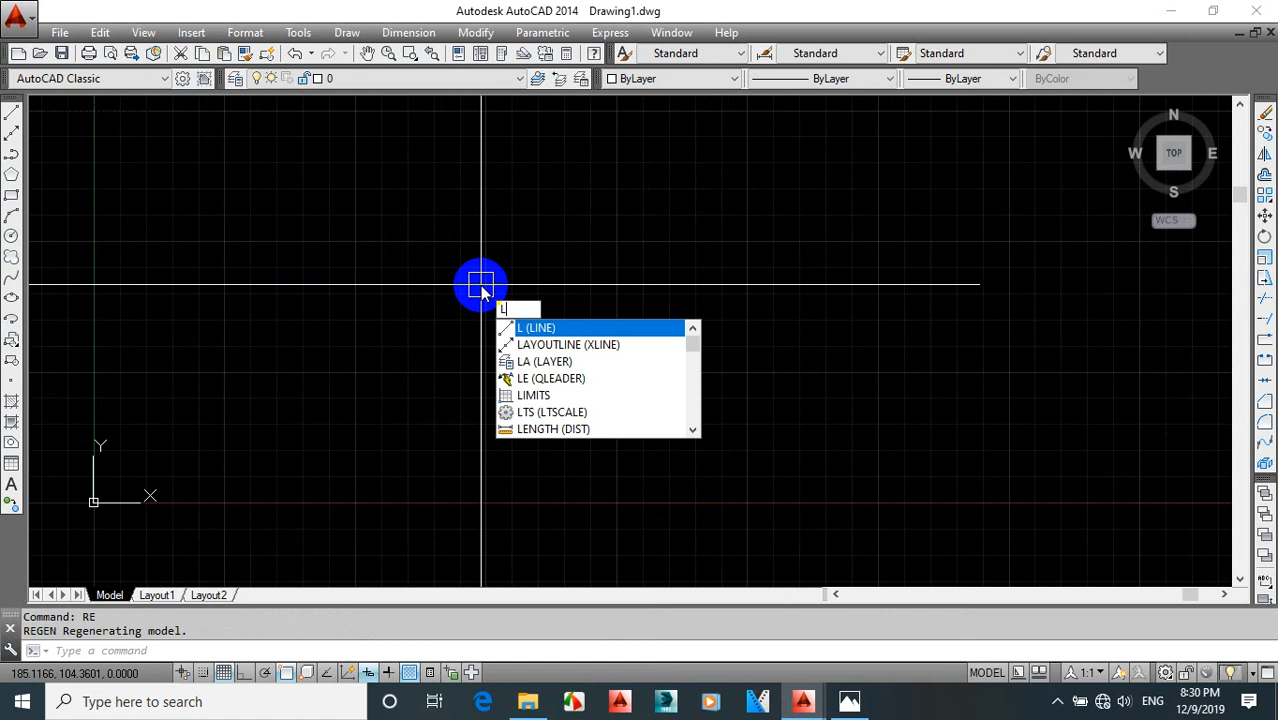 Autodesk AutoCAD 2014 Drawing1.dwg
File Edit View Insert Format Tools Draw Dimension Modify Parametric Express Window Help
Standard Standard Standard Standard
AutoCAD Classic 0 ByLayer ByLayer ByLayer ByColor
N
W TOP E
S
WCS
L
L (LINE)
LAYOUTLINE (XLINE)
LA (LAYER)
LE (QLEADER)
LIMITS
LTS (LTSCALE)
LENGTH (DIST)
Y
X
A
Model Layout1 Layout2
Command: RE
REGEN Regenerating model.
Type a command
185.1166, 104.3601, 0.0000 MODEL 1:1
Type here to search ENG 8:30 PM
12/9/2019